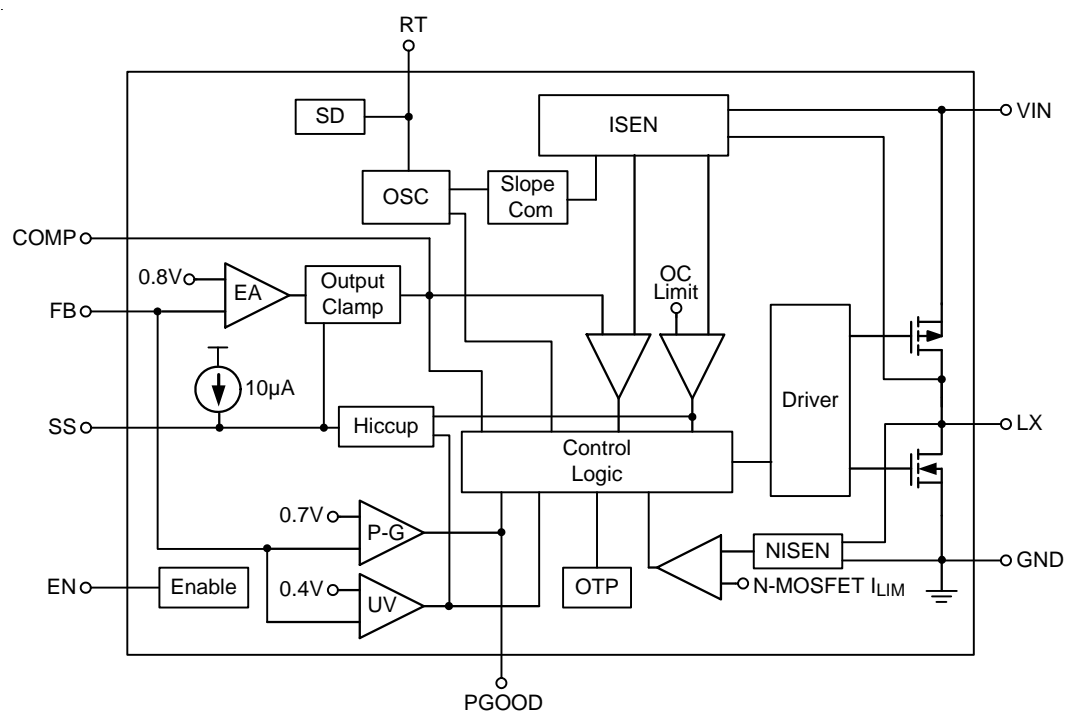 RT
SD
ISEN
VIN
OSC
Slope
Com
COMP
0.8V
EA
Output
Clamp
OC
Limit
FB
10µA
Driver
SS
Hiccup
LX
Control
Logic
0.7V
P-G
NISEN
GND
EN
Enable
0.4V
UV
OTP
N-MOSFET ILIM
PGOOD